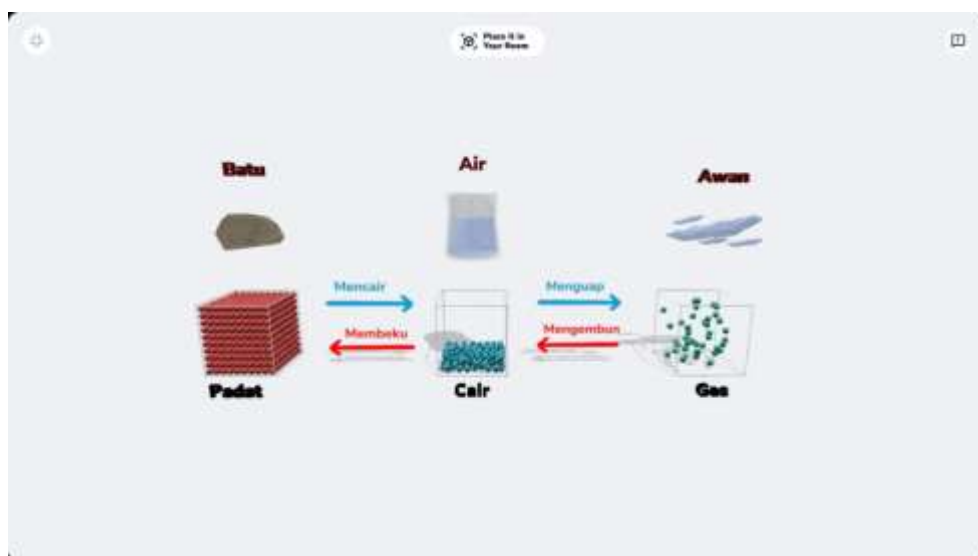 Place it in
Your Room
Batu
Air
Awan
Mencair
Menguap
Membeku
Mengembun
Padat
Cair
Gas